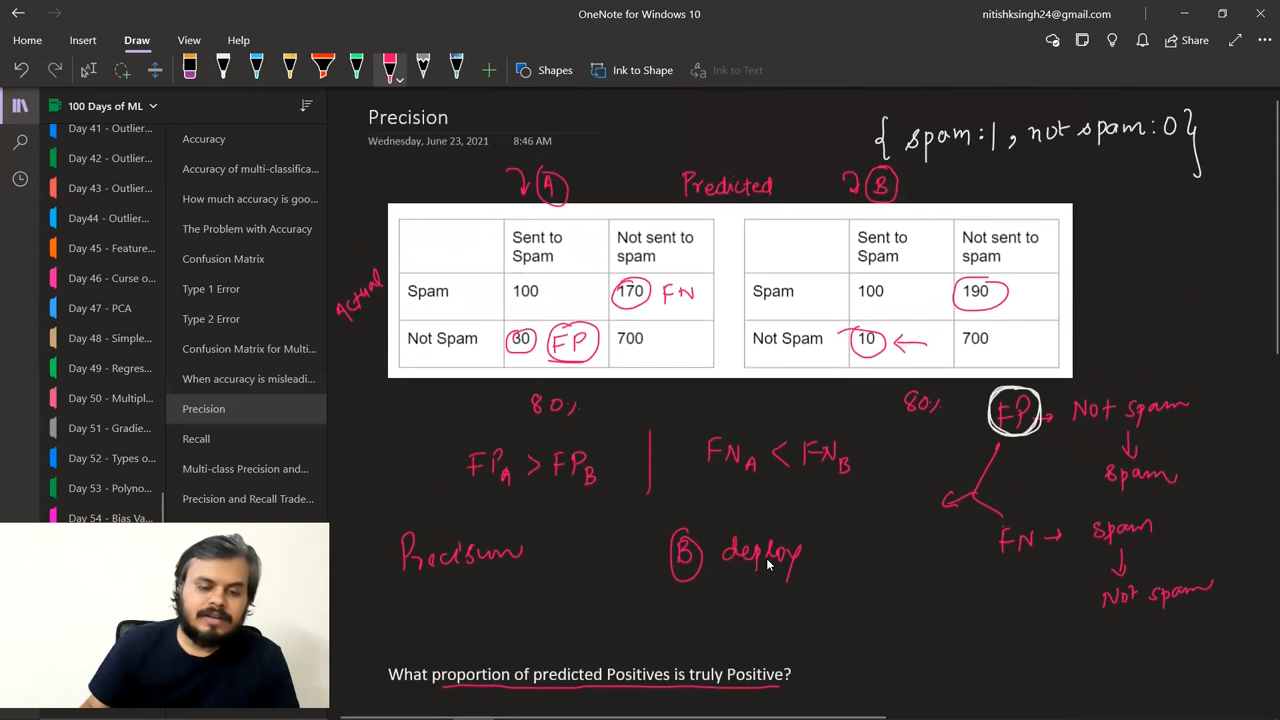 OneNote for Windows 10
nitishksingh24@gmail.com
Home Insert Draw View Help
Share
Shapes
Ink to Shape
Ink to Text
100 Days of ML
Day 41 - Outlier...
Day 42 - Outlier...
Day 43 - Outlier...
Day44 - Outlier...
Day 45 - Feature...
Day 46 - Curse o...
Day 47 - PCA
Day 48 - Simple...
Day 49 - Regres...
Day 50 - Multipl...
Day 51 - Gradie...
Day 52 - Types o...
Day 53 - Polyno...
Day 54 - Bias Va...
Accuracy
Accuracy of multi-classifica...
How much accuracy is goo...
The Problem with Accuracy
Confusion Matrix
Type 1 Error
Type 2 Error
Confusion Matrix for Multi...
When accuracy is misleadi...
Precision
Recall
Multi-class Precision and...
Precision and Recall Trade...
Precision
Wednesday, June 23, 2021 8:46 AM
{ spam:1, not spam:0}
A Predicted B
Actual
Sent to Spam
Not sent to spam
Spam 100 170 FN
Not Spam 30 FP 700
Sent to Spam
Not sent to spam
Spam 100 190
Not Spam 10 700
80% 80%
FP → Not spam
↓
spam
FPA > FPB | FNA < FNB
FN → spam
↓
Not spam
Precision B deploy
What proportion of predicted Positives is truly Positive?